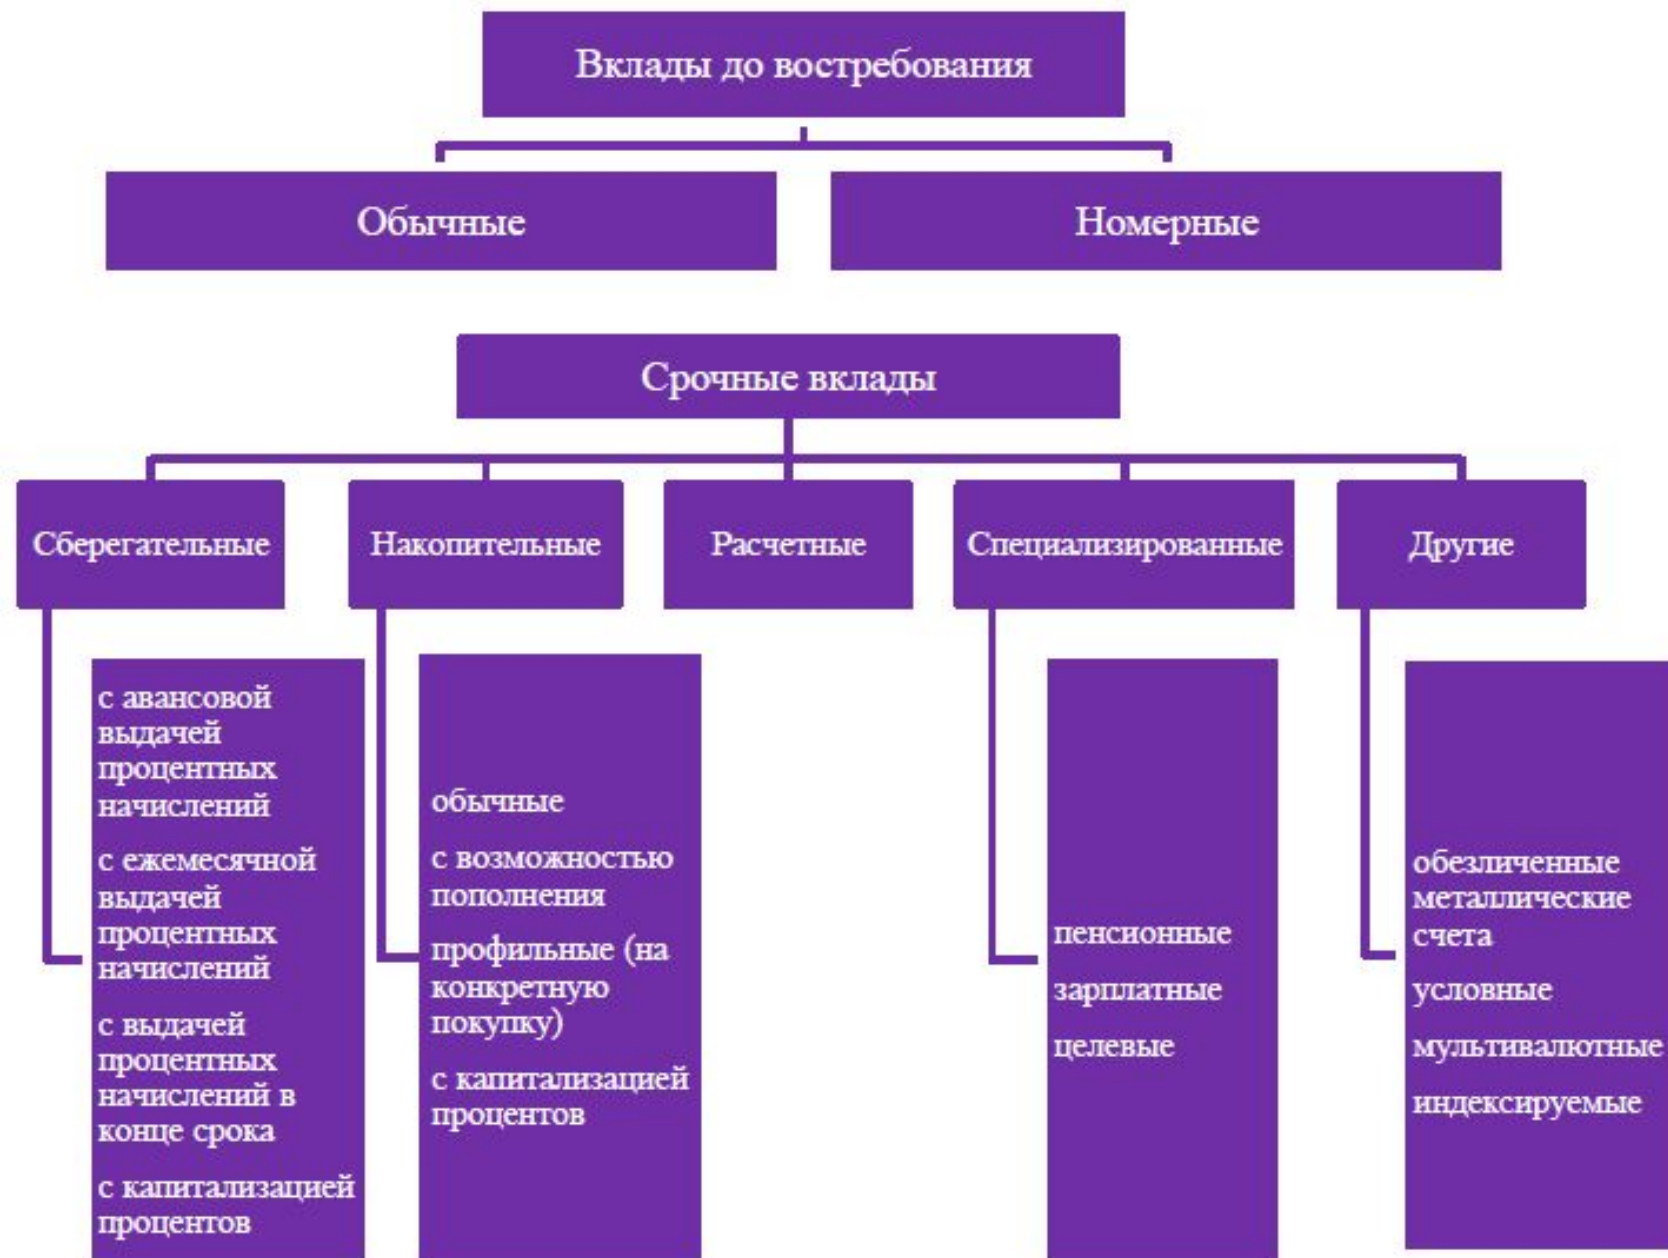 Вклады до востребования
Обычные
Номерные
Срочные вклады
Сберегательные
Накопительные
Расчетные
Специализированные
Другие
с авансовой
выдачей
процентных
начислений
с ежемесячной
выдачей
процентных
начислений
с выдачей
процентных
начислений в
конце срока
с капитализацией
процентов
обычные
с возможностью
пополнения
профильные (на
конкретную
покупку)
с капитализацией
процентов
пенсионные
зарплатные
целевые
обезличенные
металлические
счета
условные
мультивалютные
индексируемые